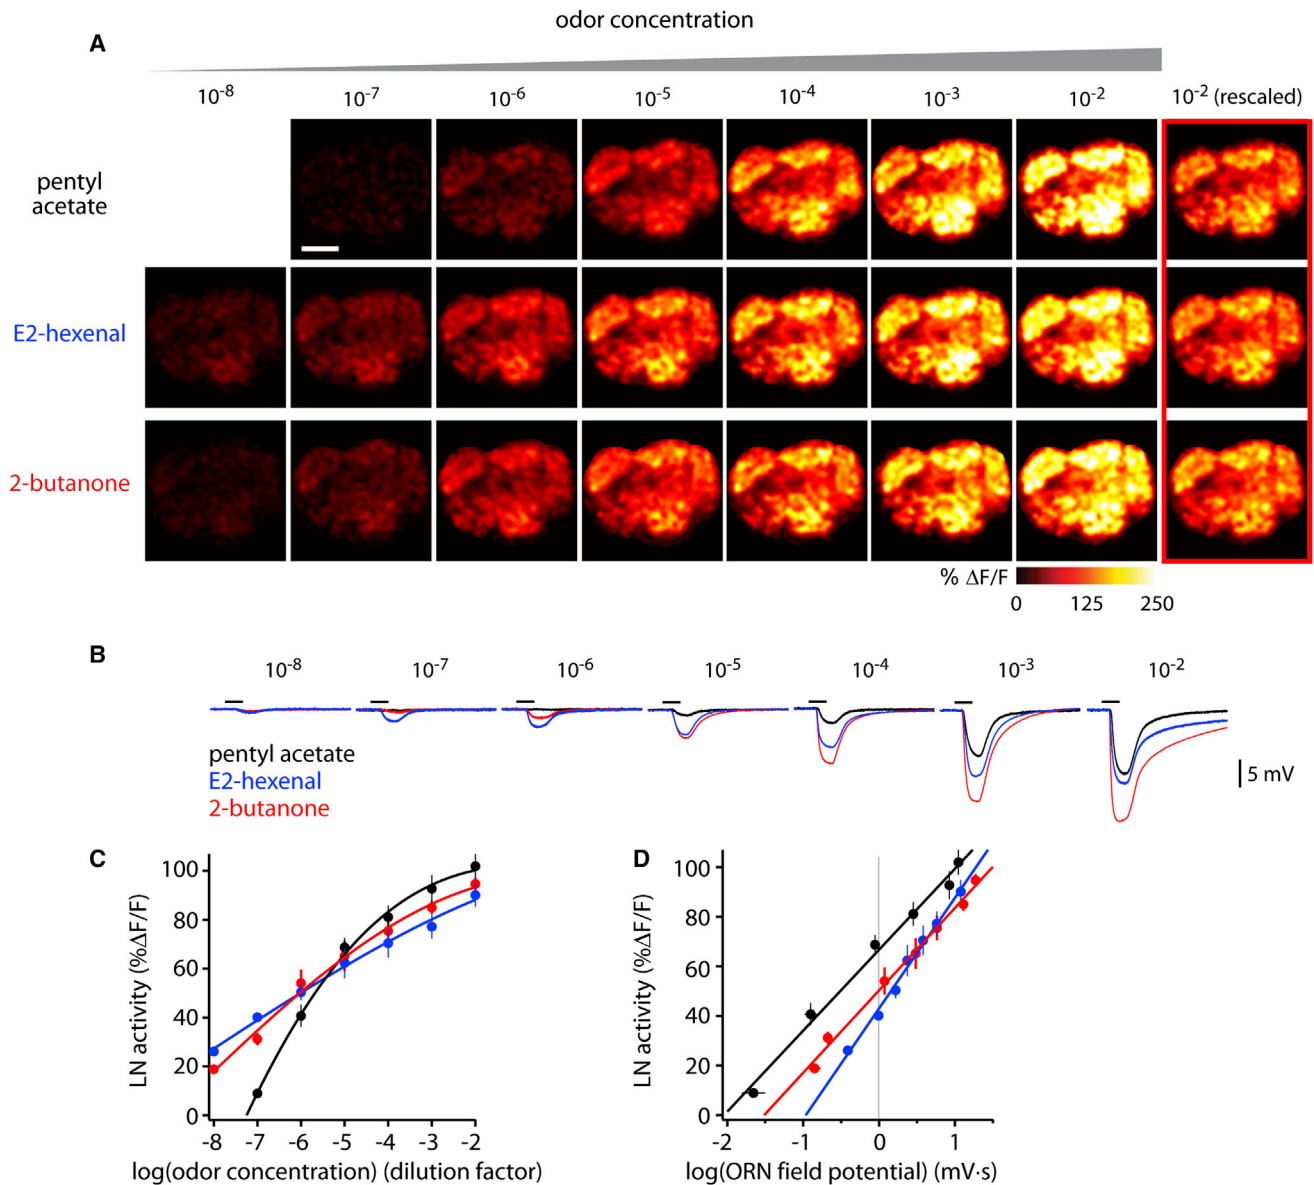 odor concentration
A
10-8 10-7 10-6 10-5 10-4 10-3 10-2 10-2 (rescaled)
pentyl
acetate
E2-hexenal
2-butanone
% ΔF/F
0 125 250
B
10-8 10-7 10-6 10-5 10-4 10-3 10-2
pentyl acetate
E2-hexenal
2-butanone
5 mV
C
LN activity (%ΔF/F)
100
80
60
40
20
0
-8 -7 -6 -5 -4 -3 -2
log(odor concentration) (dilution factor)
D
LN activity (%ΔF/F)
100
80
60
40
20
0
-2 -1 0 1
log(ORN field potential) (mV·s)